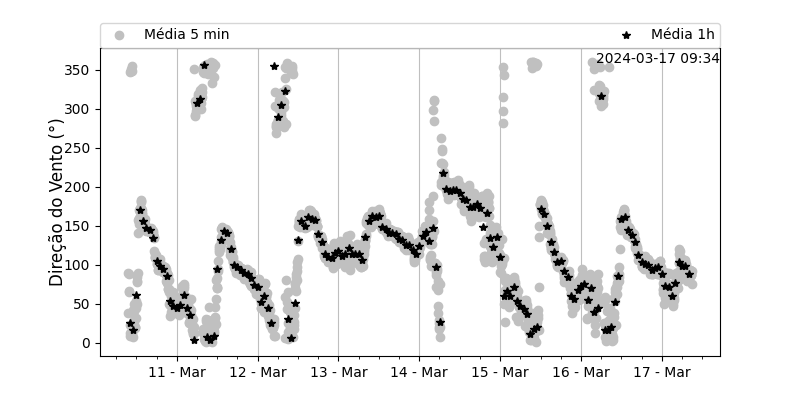 Média 5 min
Média 1h
2024-03-17 09:34
Direção do Vento (°)
350
300
250
200
150
100
50
0
11 - Mar
12 - Mar
13 - Mar
14 - Mar
15 - Mar
16 - Mar
17 - Mar